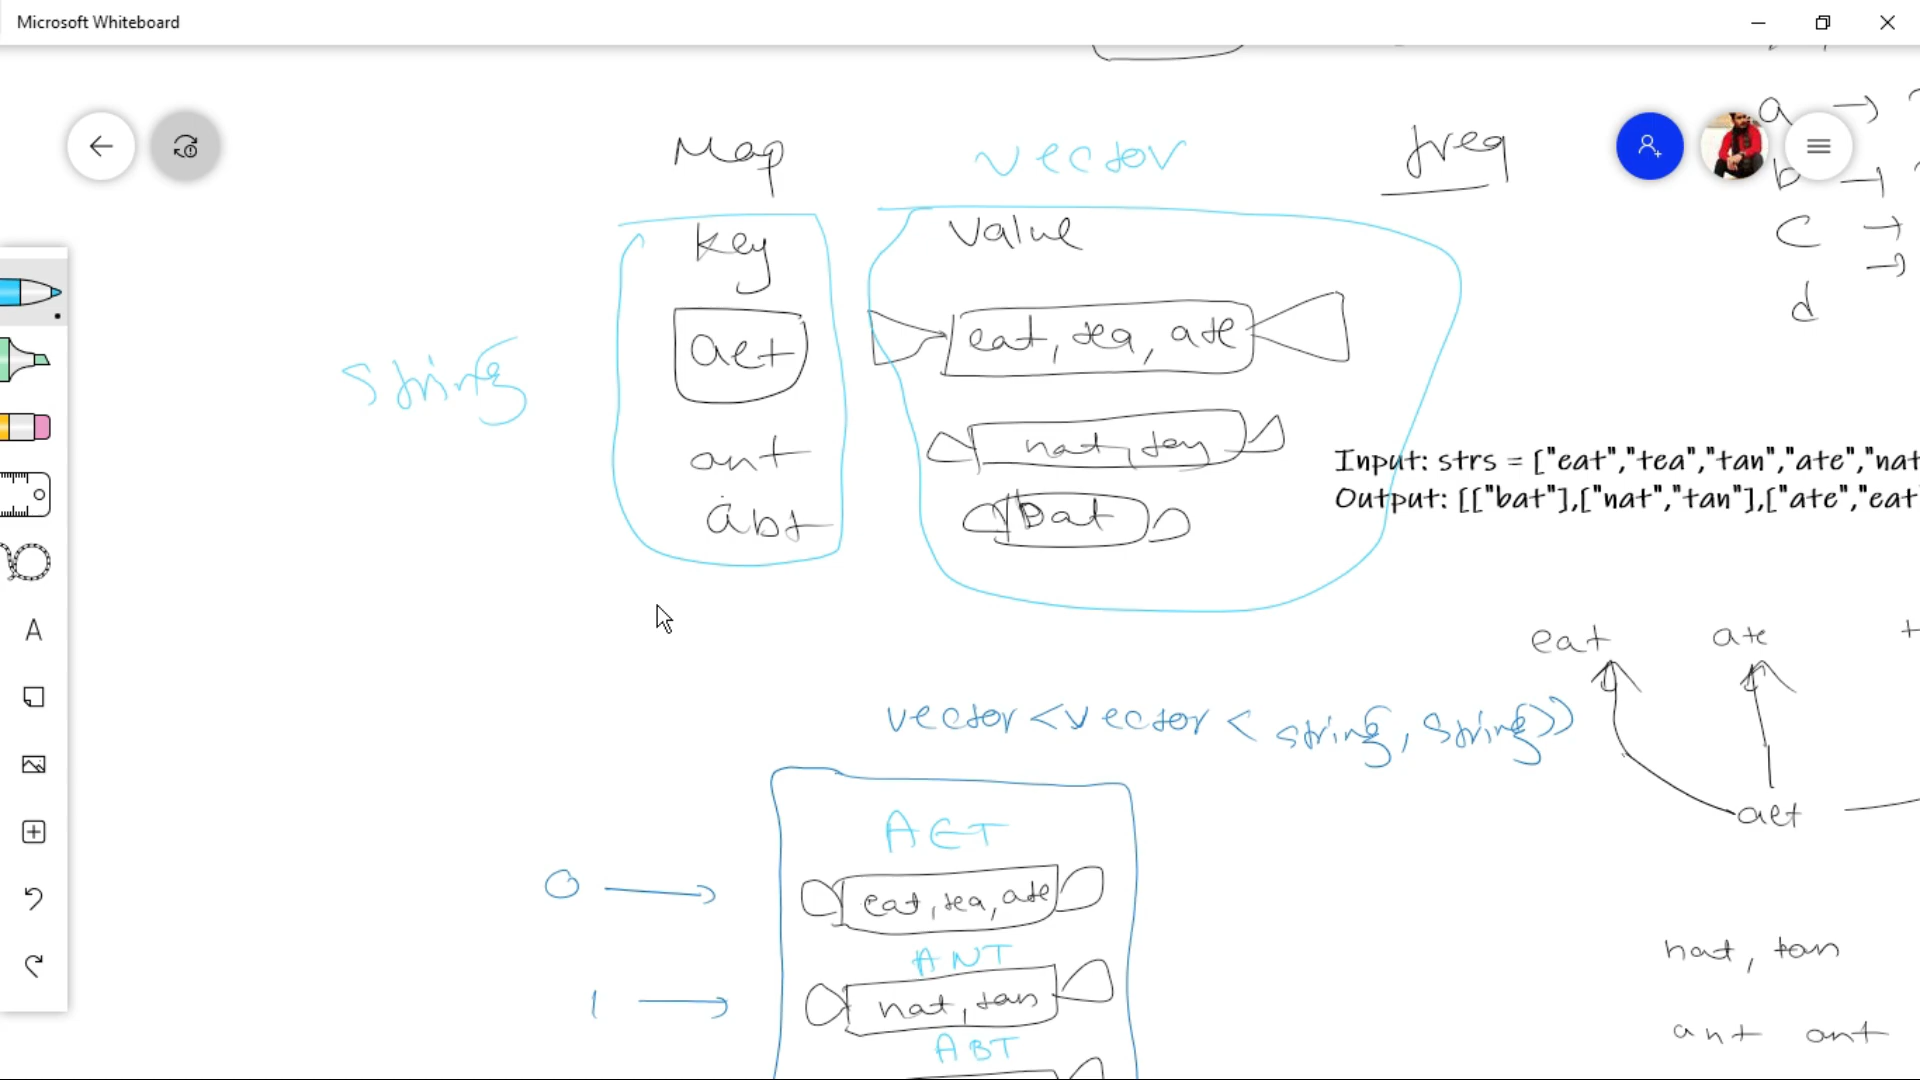 Microsoft Whiteboard
Map vector freq
a →
b →
c →
→
d
key value
string
aet eat, tea, ate
ant nat, tan
abt bat
Input: strs = ["eat","tea","tan","ate","nat
Output: [["bat"],["nat","tan"],["ate","eat"
eat ate t
vector <vector < string, string>>
aet
AET
0 → eat, tea, ate
ANT
1 → nat, tan
ABT
nat, tan
ant ant
A